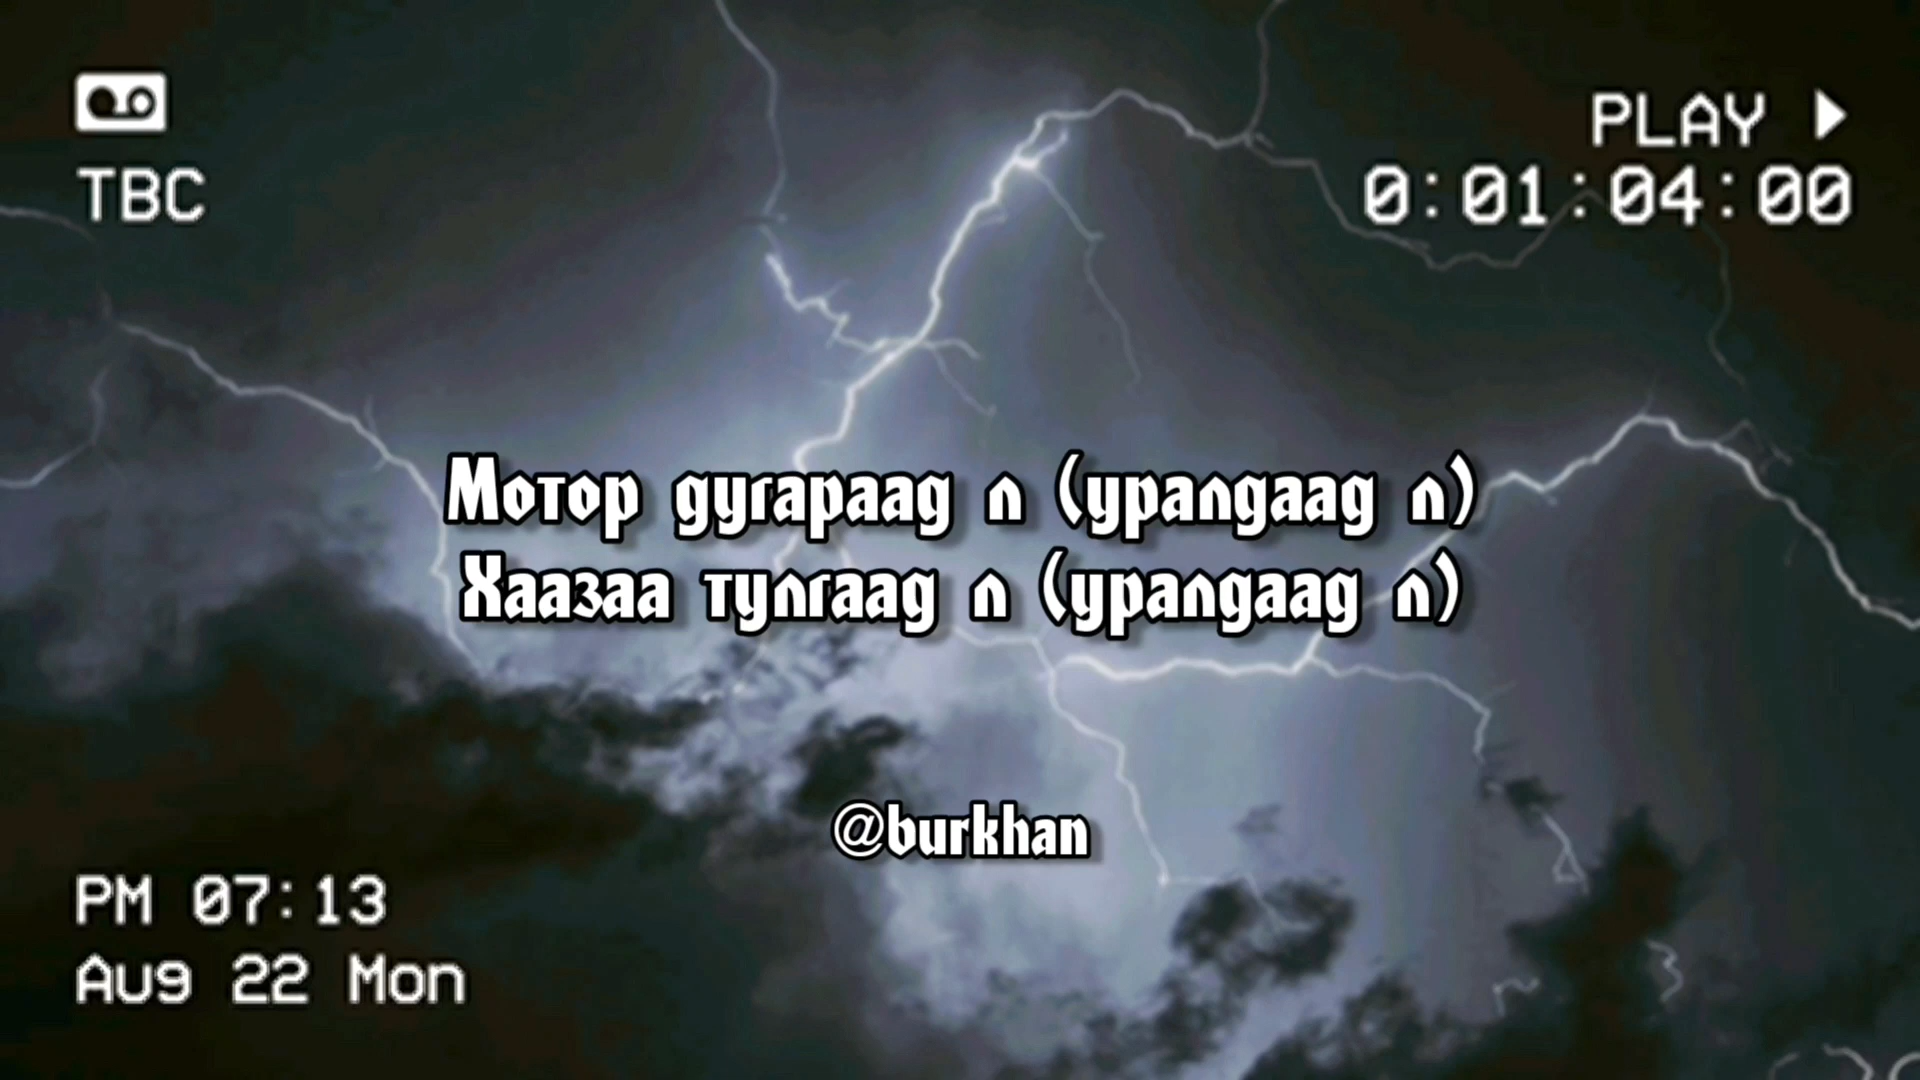 TBC
PLAY
0:01:04:00
Мотор дугараад л (уралдаад л)
Хаазаа тулгаад л (уралдаад л)
@burkhan
PM 07:13
Aug 22 Mon